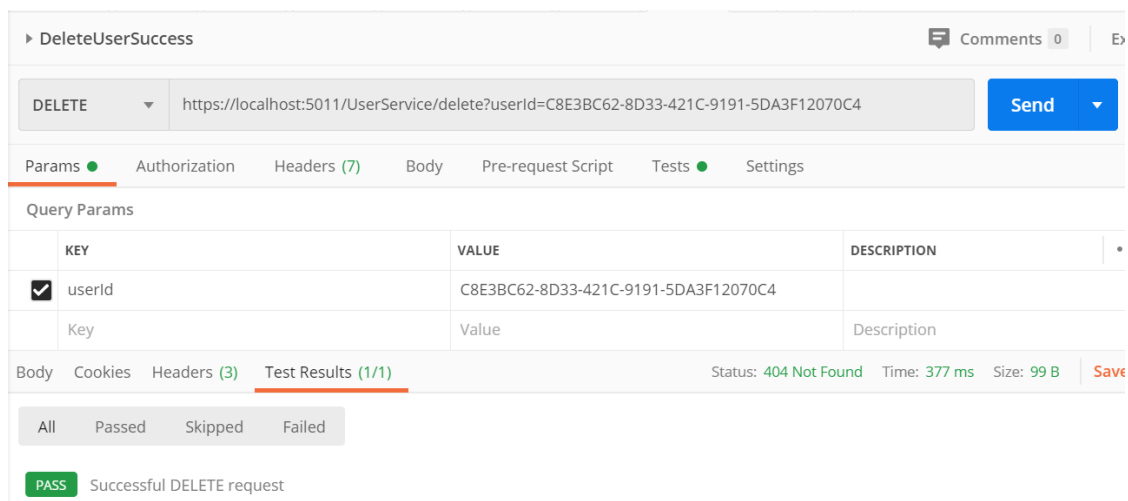 DeleteUserSuccess Comments 0 Ex
DELETE https://localhost:5011/UserService/delete?userId=C8E3BC62-8D33-421C-9191-5DA3F12070C4 Send
Params Authorization Headers (7) Body Pre-request Script Tests Settings
Query Params
KEY VALUE DESCRIPTION
userId C8E3BC62-8D33-421C-9191-5DA3F12070C4
Key Value Description
Body Cookies Headers (3) Test Results (1/1) Status: 404 Not Found Time: 377 ms Size: 99 B Save
All Passed Skipped Failed
PASS Successful DELETE request